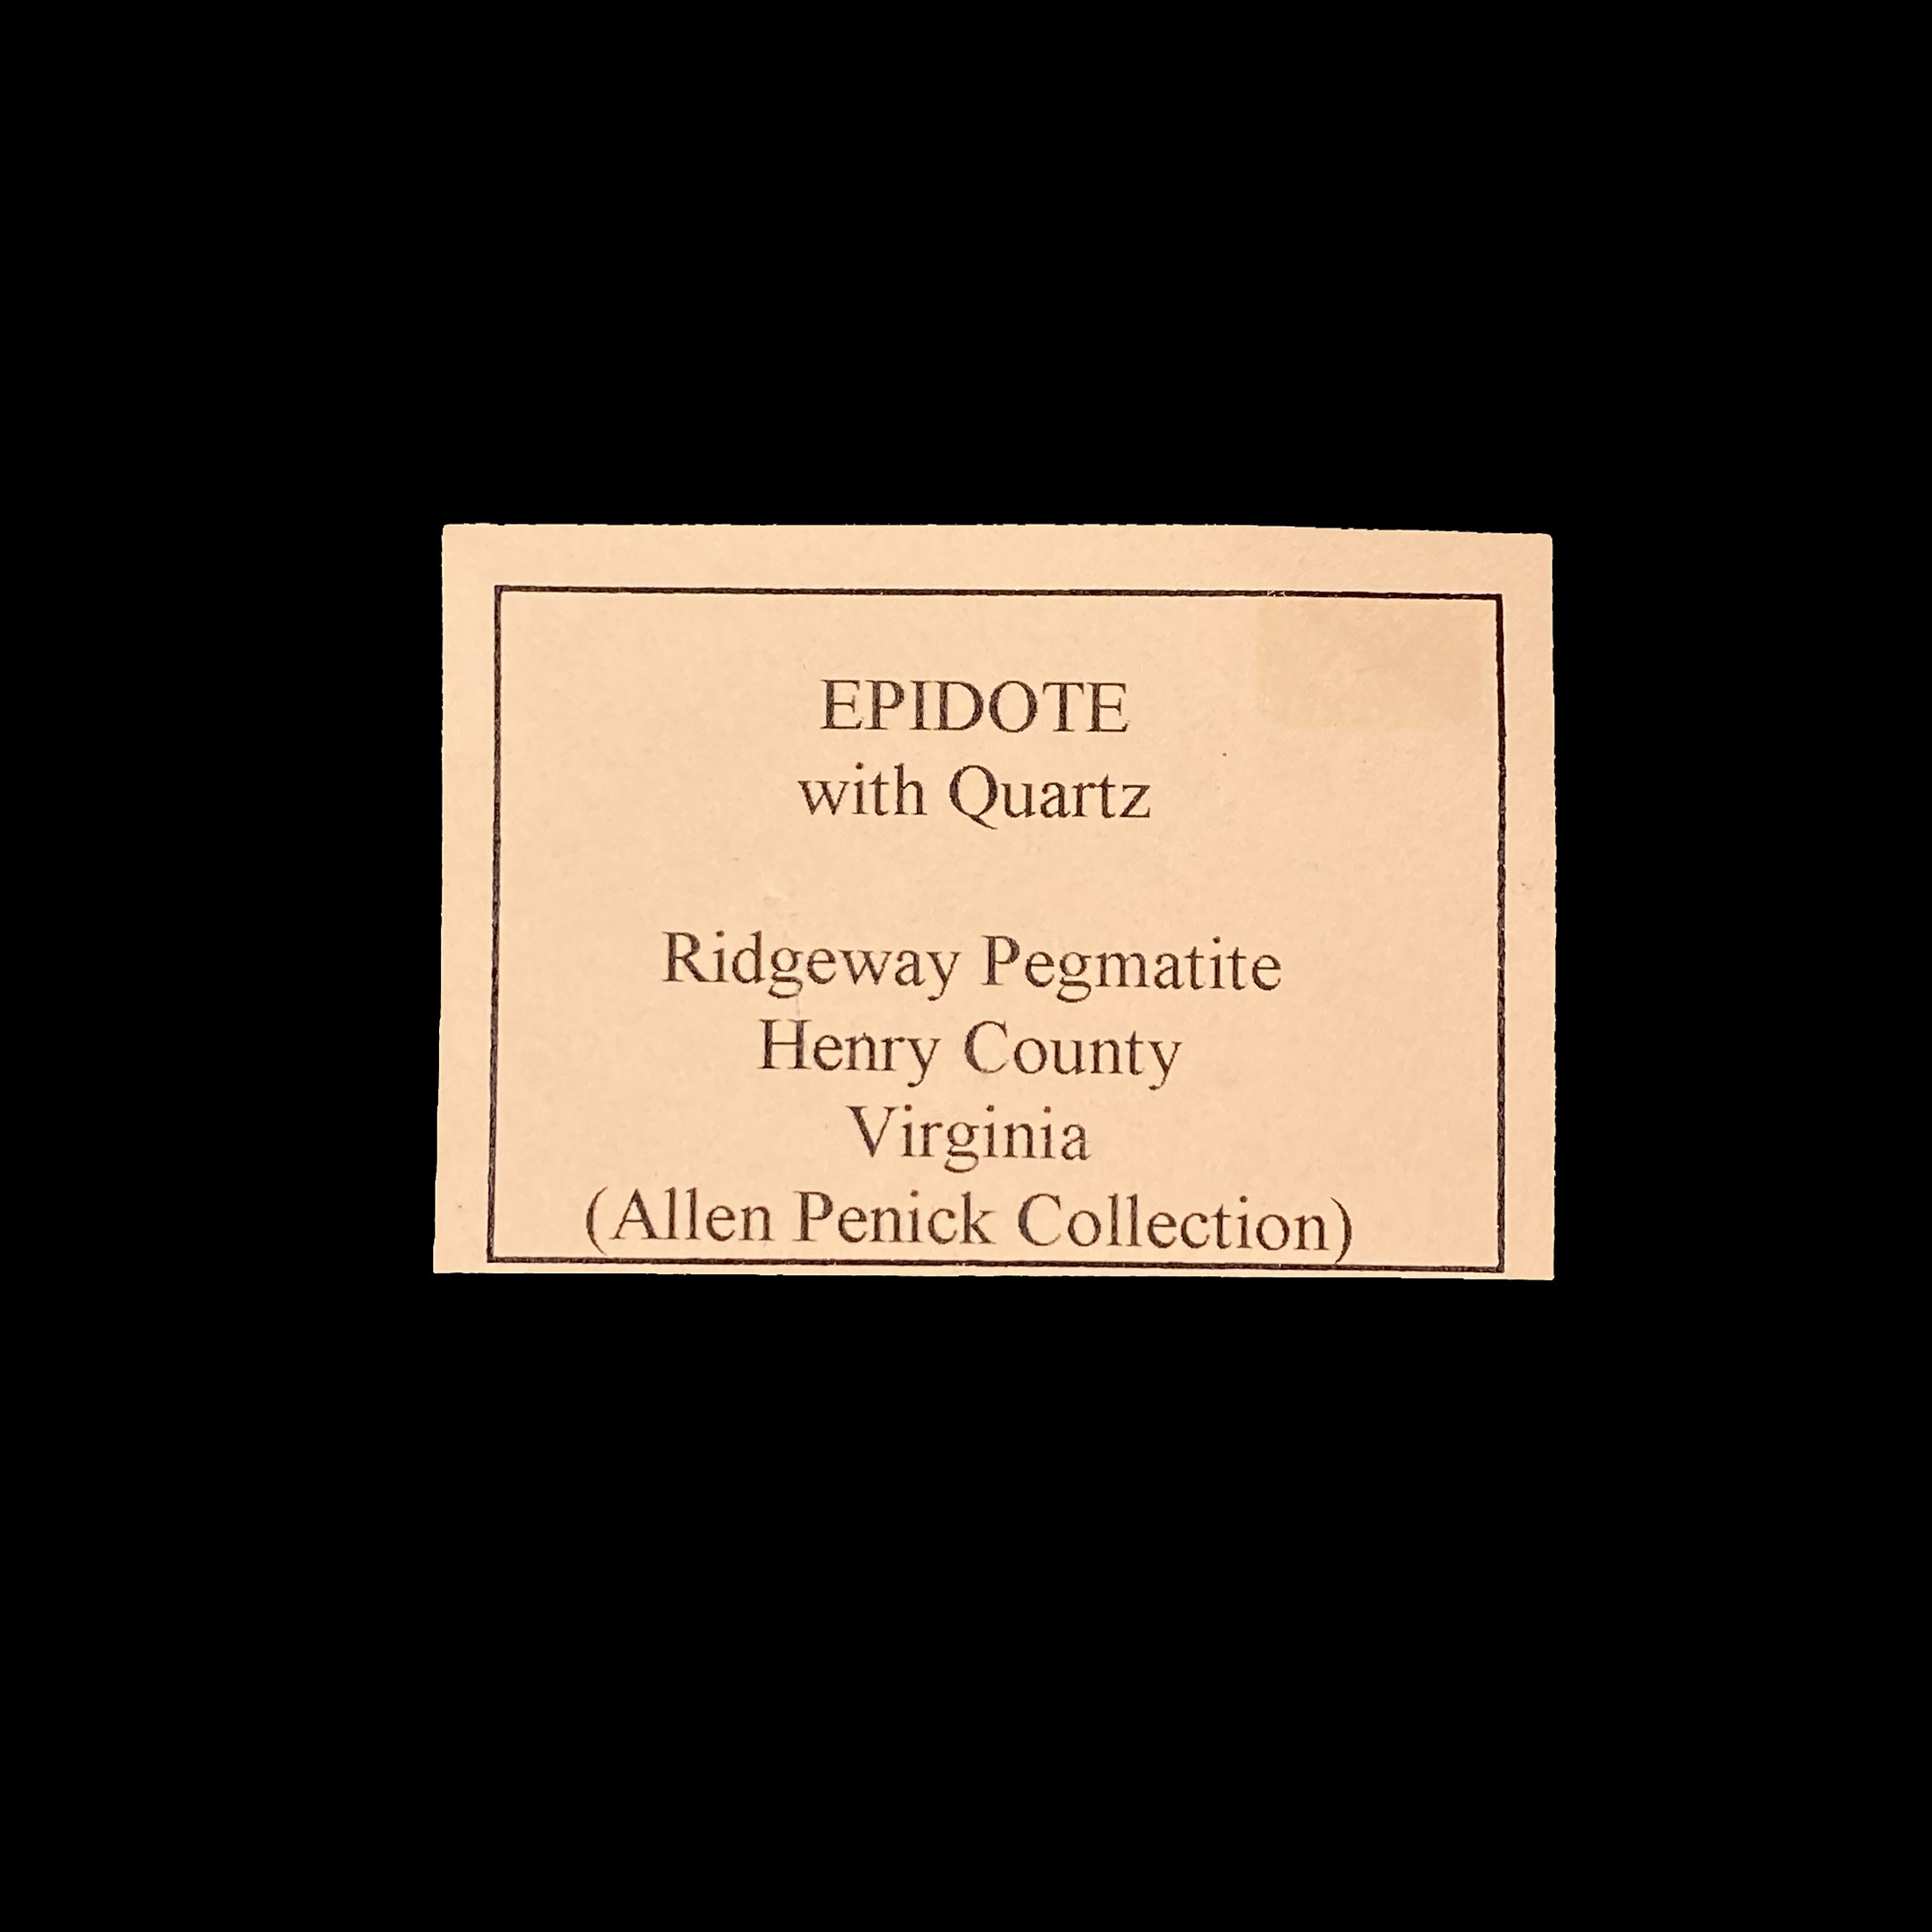 EPIDOTE
with Quartz
Ridgeway Pegmatite
Henry County
Virginia
(Allen Penick Collection)